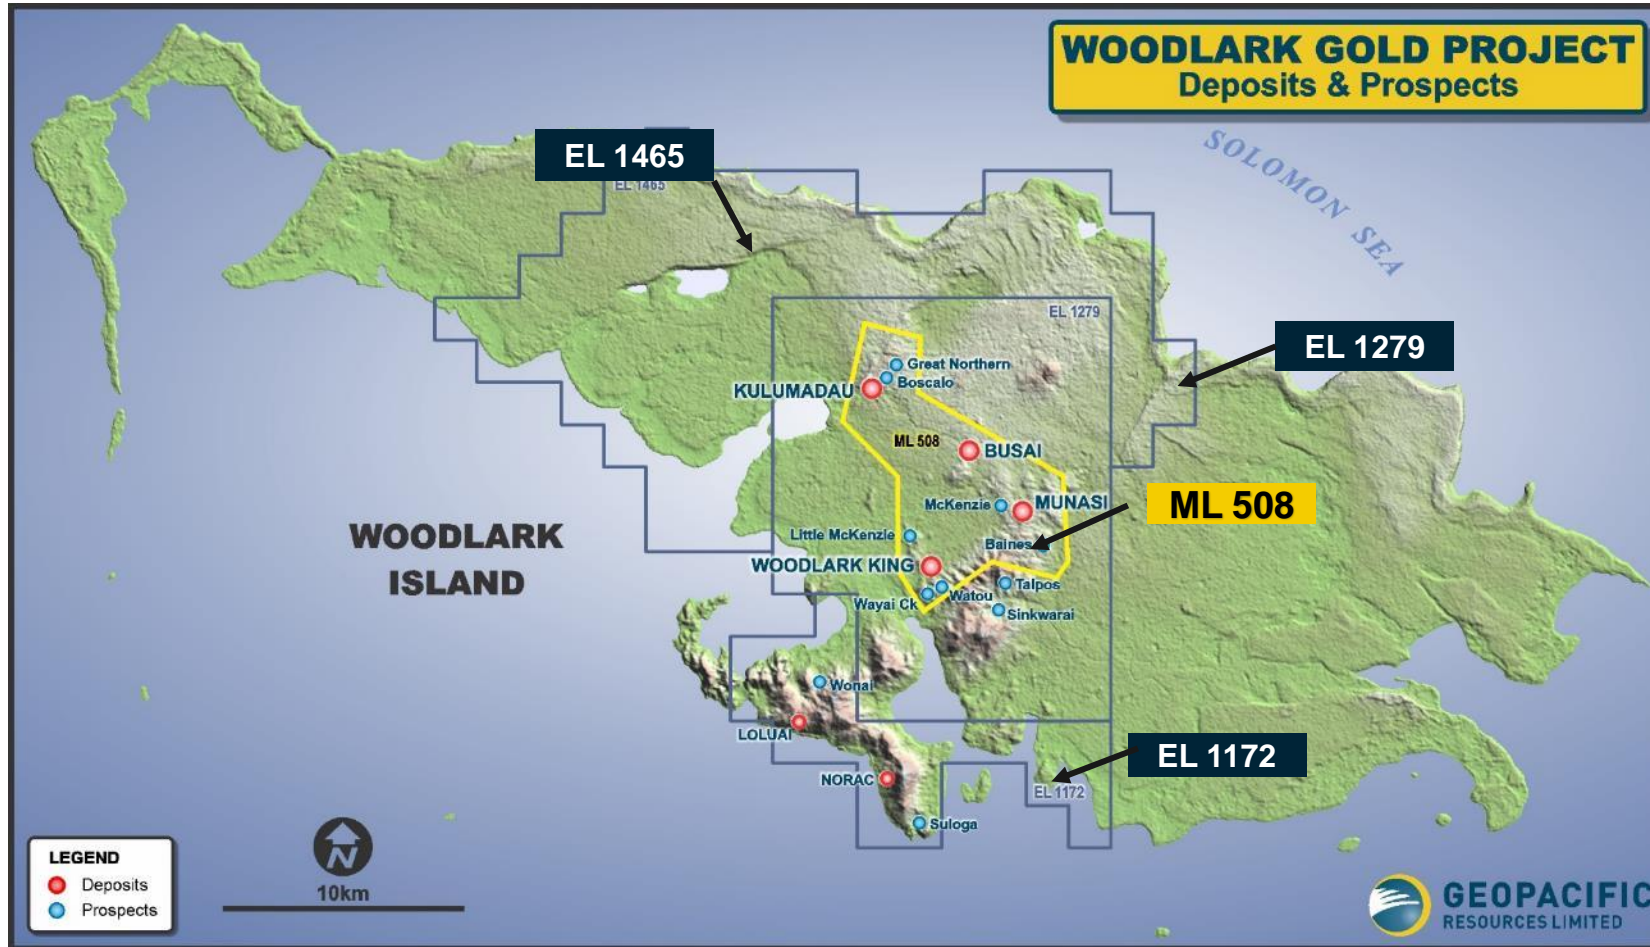 WOODLARK GOLD PROJECT
Deposits & Prospects
SOLOMON SEA
EL 1465
EL 1465
EL 1279
EL 1279
Great Northern
Boscalo
KULUMADAU
ML 508
BUSAI
McKenzie
MUNASI
ML 508
Little McKenzie
Baines
WOODLARK
ISLAND
WOODLARK KING
Talpos
Watou
Wayai Ck
Sinkwarai
Wonai
LOLUAI
EL 1172
NORAC
EL 1172
Suloga
LEGEND
Deposits
Prospects
N
10km
GEOPACIFIC
RESOURCES LIMITED